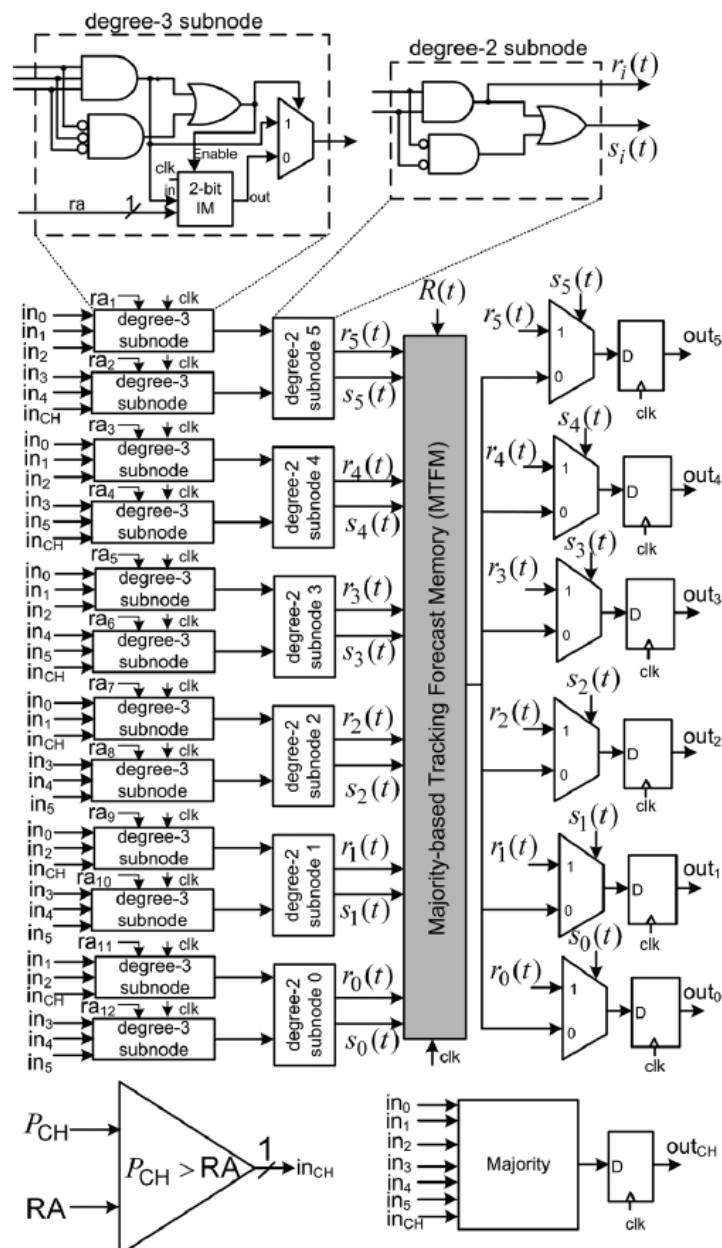 degree-3 subnode
degree-2 subnode
r_i(t)
s_i(t)
1
0
Enable
clk
in
2-bit
IM
out
ra
1
ra1
clk
in0
in1
in2
degree-3
subnode
ra2
clk
in3
in4
inCH
degree-3
subnode
degree-2
subnode 5
r5(t)
s5(t)
ra3
clk
in0
in1
in2
degree-3
subnode
ra4
clk
in3
in5
inCH
degree-3
subnode
degree-2
subnode 4
r4(t)
s4(t)
ra5
clk
in0
in1
in2
degree-3
subnode
ra6
clk
in4
in5
inCH
degree-3
subnode
degree-2
subnode 3
r3(t)
s3(t)
ra7
clk
in0
in1
inCH
degree-3
subnode
ra8
clk
in3
in4
in5
degree-3
subnode
degree-2
subnode 2
r2(t)
s2(t)
ra9
clk
in0
in2
inCH
degree-3
subnode
ra10
clk
in3
in4
in5
degree-3
subnode
degree-2
subnode 1
r1(t)
s1(t)
ra11
clk
in1
in2
inCH
degree-3
subnode
ra12
clk
in3
in4
in5
degree-3
subnode
degree-2
subnode 0
r0(t)
s0(t)
R(t)
Majority-based Tracking Forecast Memory (MTFM)
clk
s5(t)
r5(t)
1
0
D
clk
out5
s4(t)
r4(t)
1
0
D
clk
out4
s3(t)
r3(t)
1
0
D
clk
out3
s2(t)
r2(t)
1
0
D
clk
out2
s1(t)
r1(t)
1
0
D
clk
out1
s0(t)
r0(t)
1
0
D
clk
out0
PCH
RA
PCH > RA
1
inCH
in0
in1
in2
in3
in4
in5
inCH
Majority
D
clk
outCH